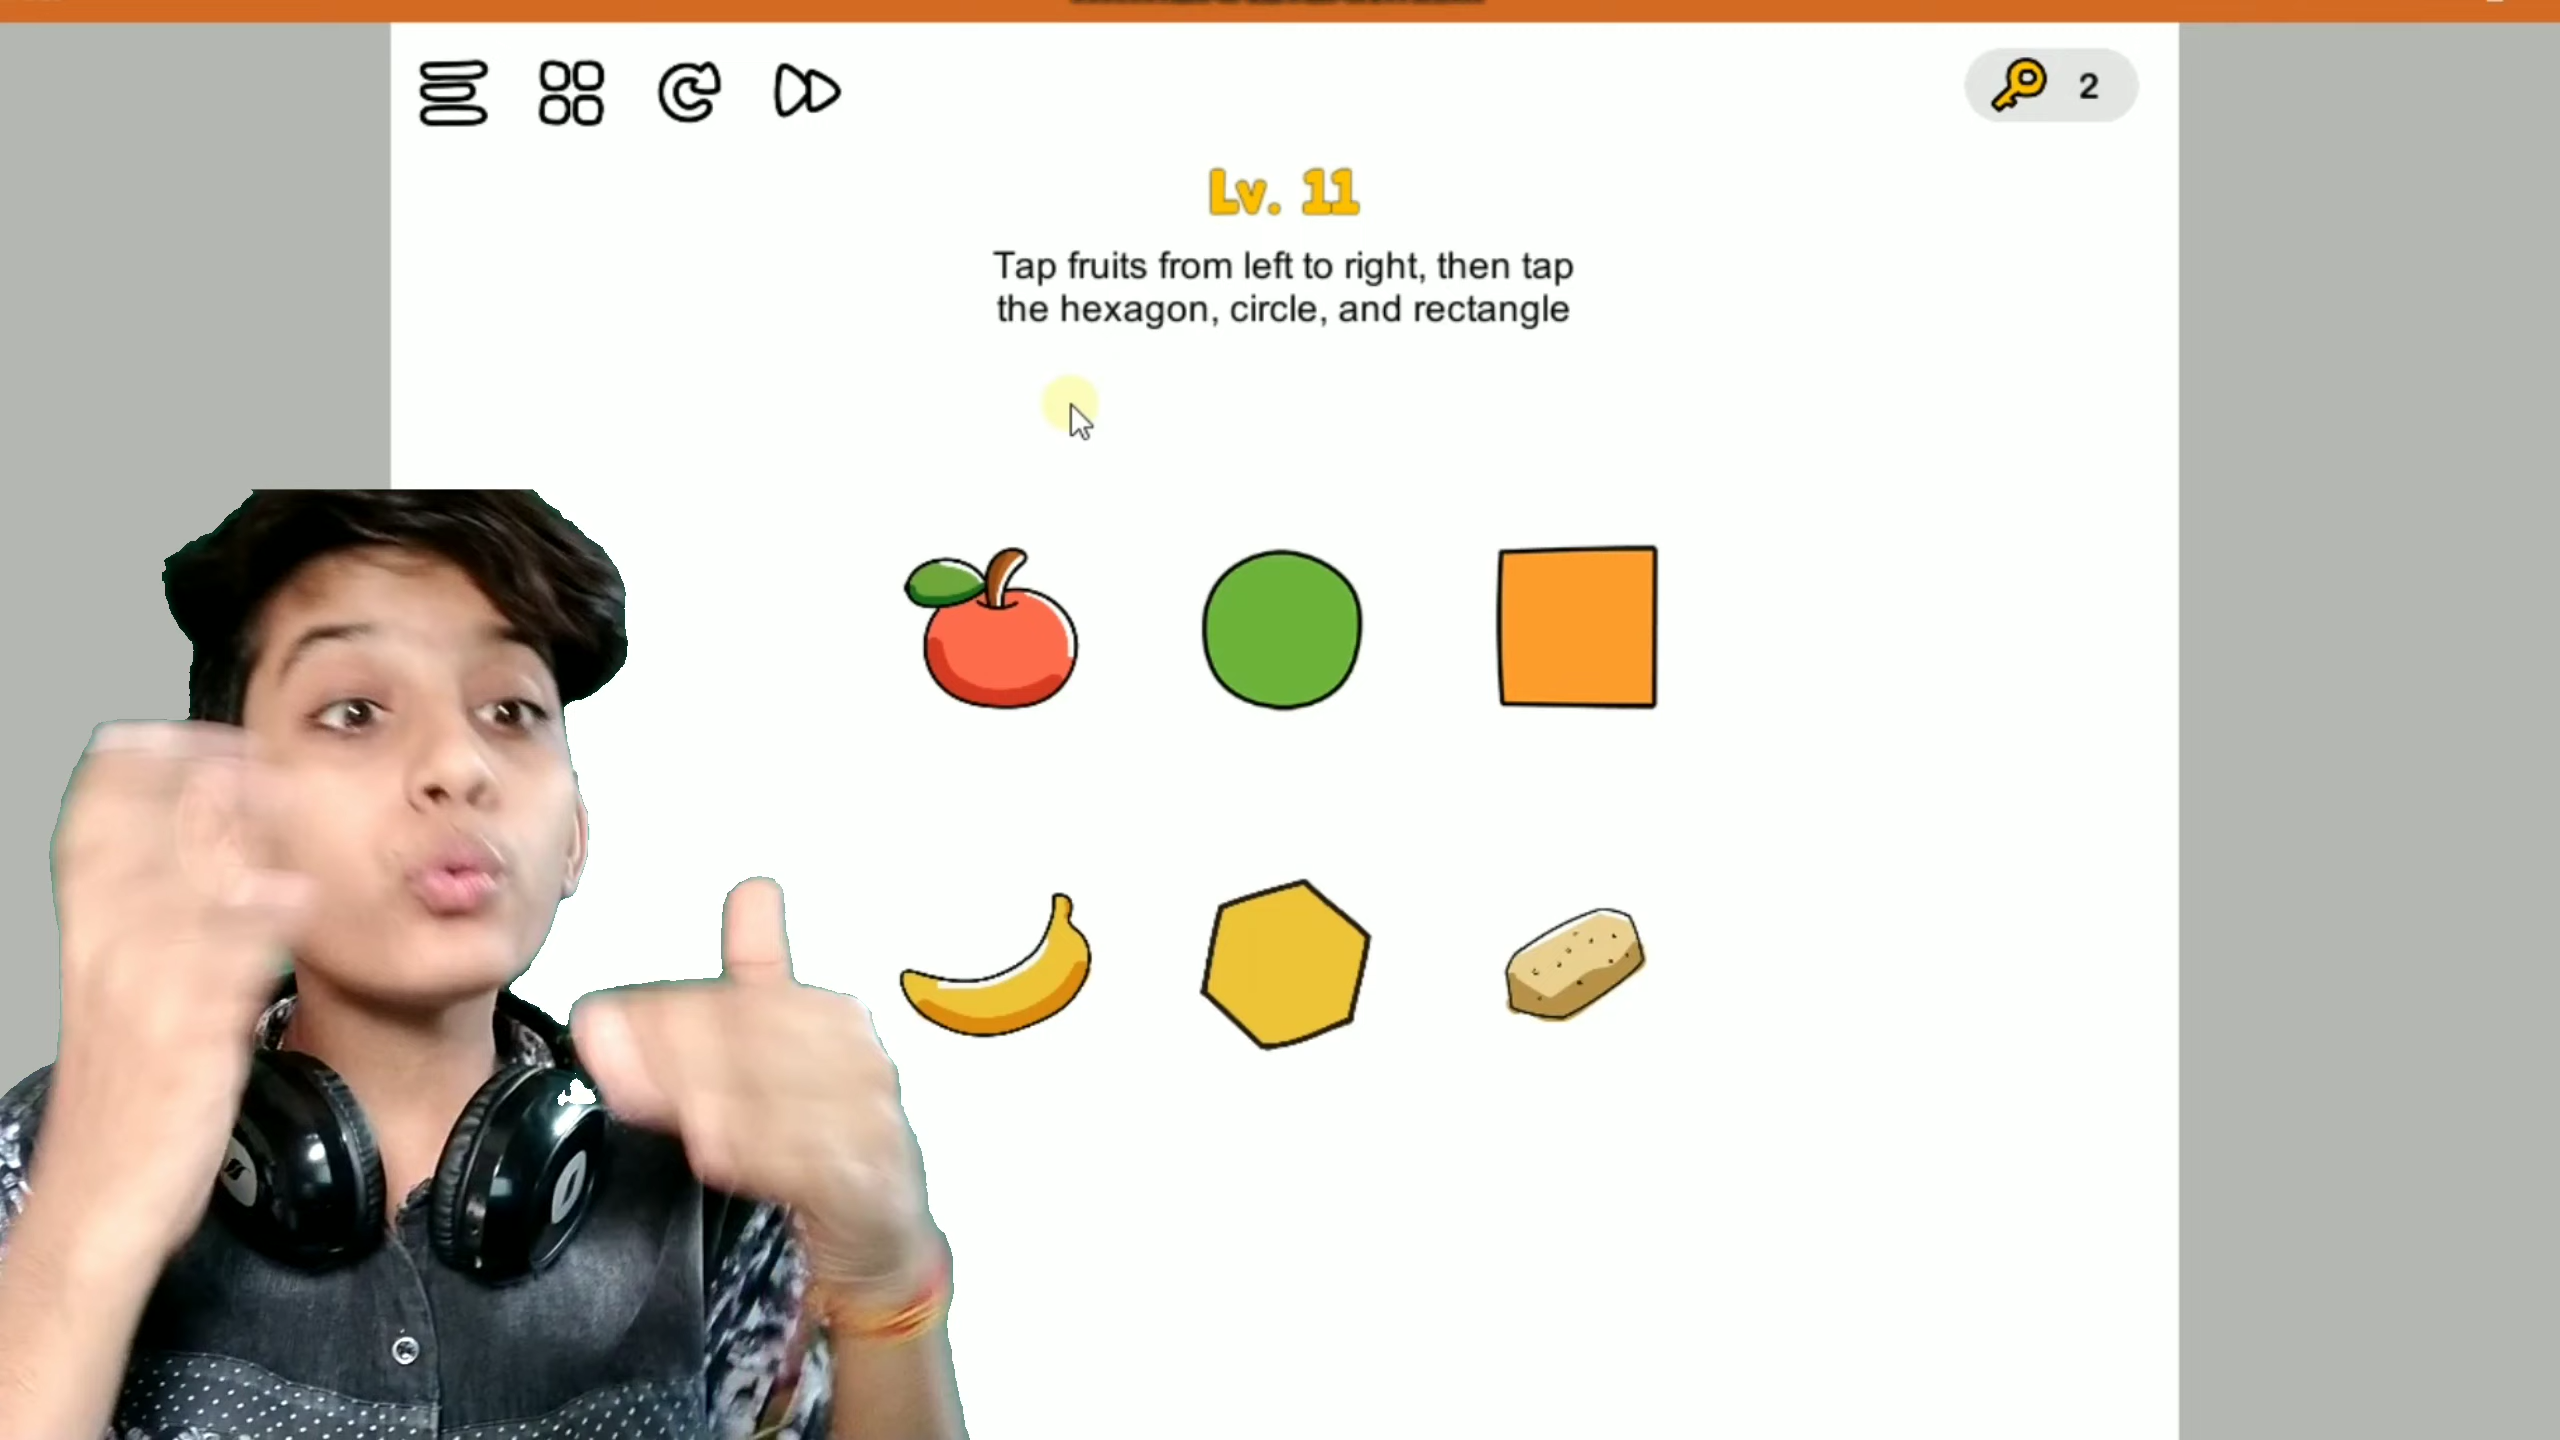 2
Lv. 11
Tap fruits from left to right, then tap
the hexagon, circle, and rectangle